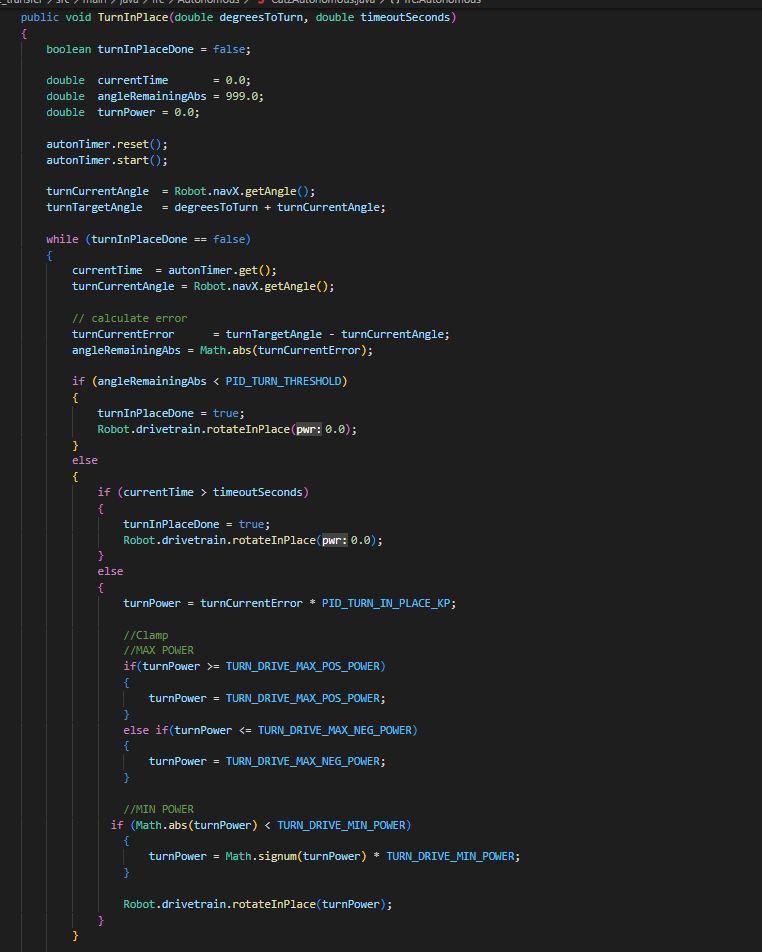 _transfer > src > main > java > frc > Autonomous > CatzAutonomous.java > {} frc.Autonomous
public void TurnInPlace(double degreesToTurn, double timeoutSeconds)
{
boolean turnInPlaceDone = false;
double currentTime = 0.0;
double angleRemainingAbs = 999.0;
double turnPower = 0.0;
autonTimer.reset();
autonTimer.start();
turnCurrentAngle = Robot.navX.getAngle();
turnTargetAngle = degreesToTurn + turnCurrentAngle;
while (turnInPlaceDone == false)
{
currentTime = autonTimer.get();
turnCurrentAngle = Robot.navX.getAngle();
// calculate error
turnCurrentError = turnTargetAngle - turnCurrentAngle;
angleRemainingAbs = Math.abs(turnCurrentError);
if (angleRemainingAbs < PID_TURN_THRESHOLD)
{
turnInPlaceDone = true;
Robot.drivetrain.rotateInPlace(pwr: 0.0);
}
else
{
if (currentTime > timeoutSeconds)
{
turnInPlaceDone = true;
Robot.drivetrain.rotateInPlace(pwr: 0.0);
}
else
{
turnPower = turnCurrentError * PID_TURN_IN_PLACE_KP;
//Clamp
//MAX POWER
if(turnPower >= TURN_DRIVE_MAX_POS_POWER)
{
turnPower = TURN_DRIVE_MAX_POS_POWER;
}
else if(turnPower <= TURN_DRIVE_MAX_NEG_POWER)
{
turnPower = TURN_DRIVE_MAX_NEG_POWER;
}
//MIN POWER
if (Math.abs(turnPower) < TURN_DRIVE_MIN_POWER)
{
turnPower = Math.signum(turnPower) * TURN_DRIVE_MIN_POWER;
}
Robot.drivetrain.rotateInPlace(turnPower);
}
}